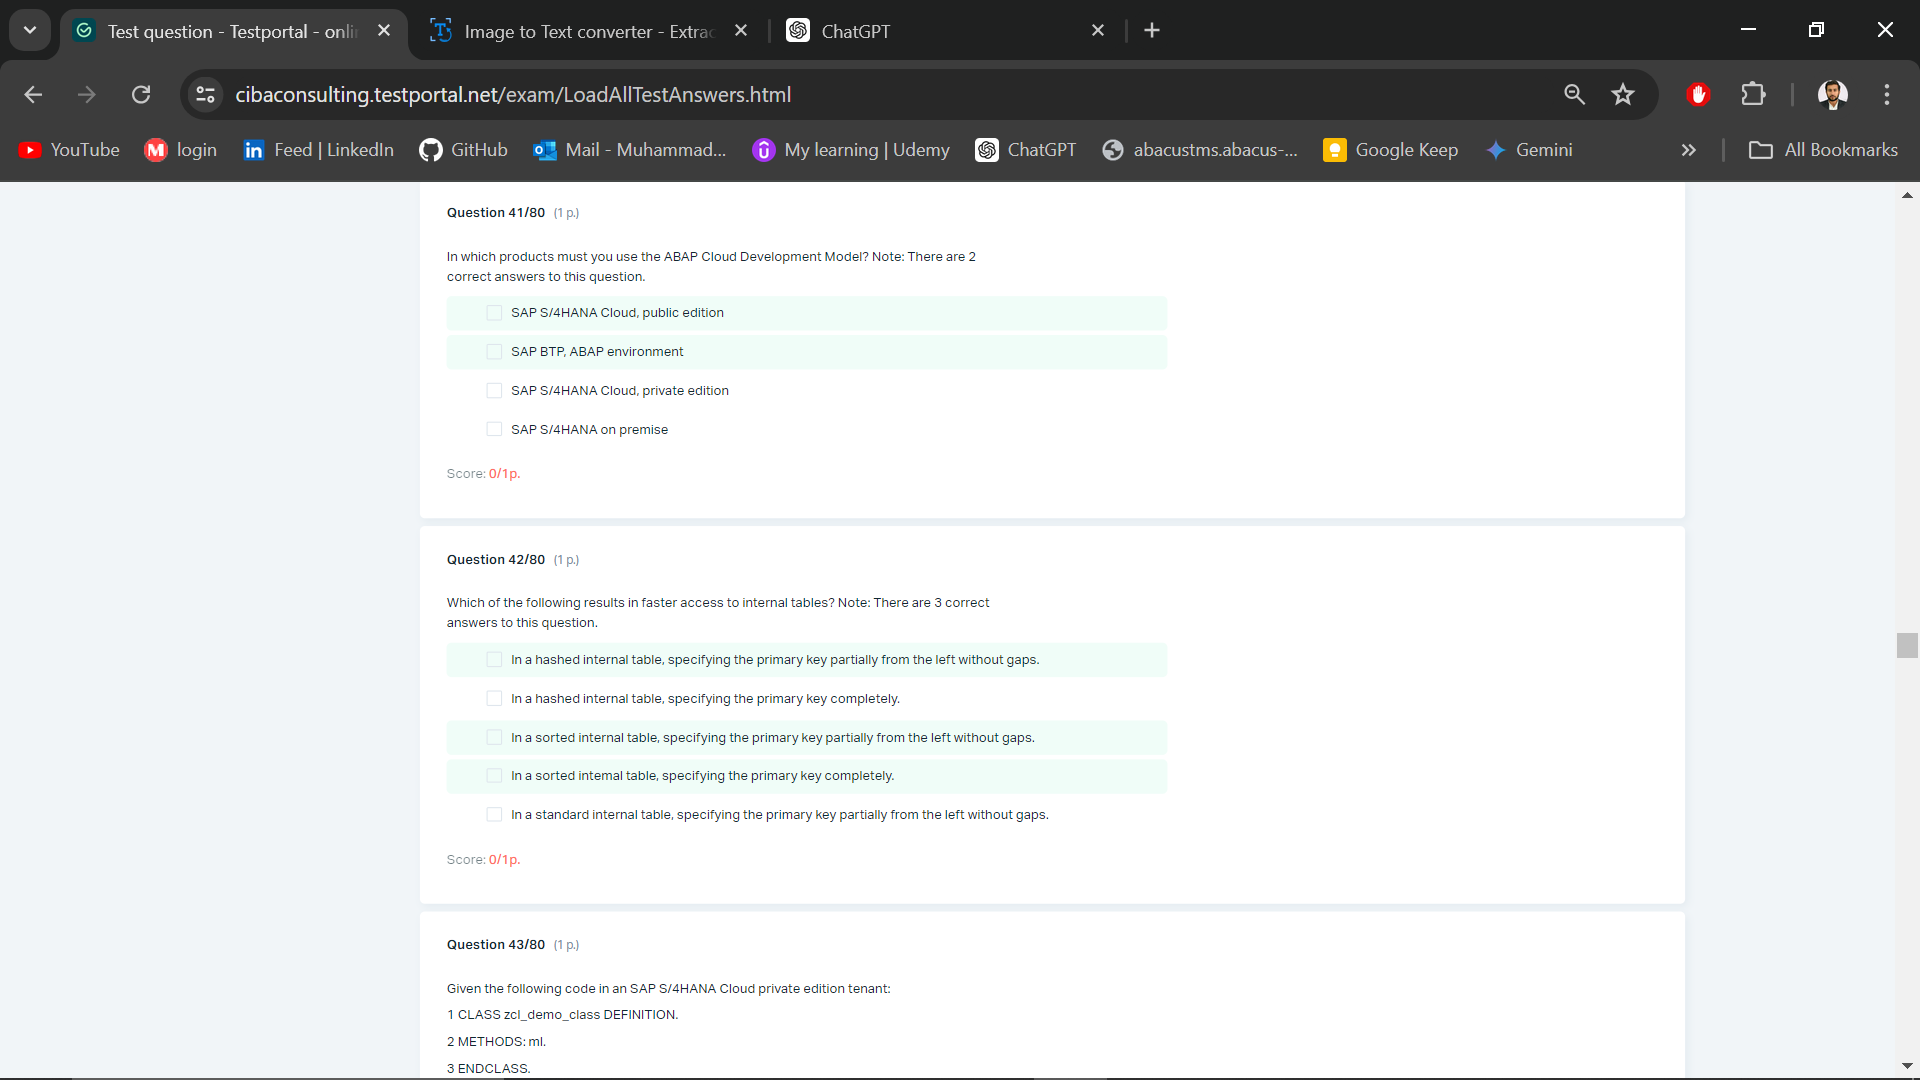 Test question - Testportal - onli
Image to Text converter - Extrac
ChatGPT
cibaconsulting.testportal.net/exam/LoadAllTestAnswers.html
YouTube
login
Feed | LinkedIn
GitHub
Mail - Muhammad...
My learning | Udemy
ChatGPT
abacustms.abacus-...
Google Keep
Gemini
All Bookmarks
Question 41/80 (1 p.)
In which products must you use the ABAP Cloud Development Model? Note: There are 2
correct answers to this question.
SAP S/4HANA Cloud, public edition
SAP BTP, ABAP environment
SAP S/4HANA Cloud, private edition
SAP S/4HANA on premise
Score: 0/1p.
Question 42/80 (1 p.)
Which of the following results in faster access to internal tables? Note: There are 3 correct
answers to this question.
In a hashed internal table, specifying the primary key partially from the left without gaps.
In a hashed internal table, specifying the primary key completely.
In a sorted internal table, specifying the primary key partially from the left without gaps.
In a sorted intemal table, specifying the primary key completely.
In a standard internal table, specifying the primary key partially from the left without gaps.
Score: 0/1p.
Question 43/80 (1 p.)
Given the following code in an SAP S/4HANA Cloud private edition tenant:
1 CLASS zcl_demo_class DEFINITION.
2 METHODS: ml.
3 ENDCLASS.